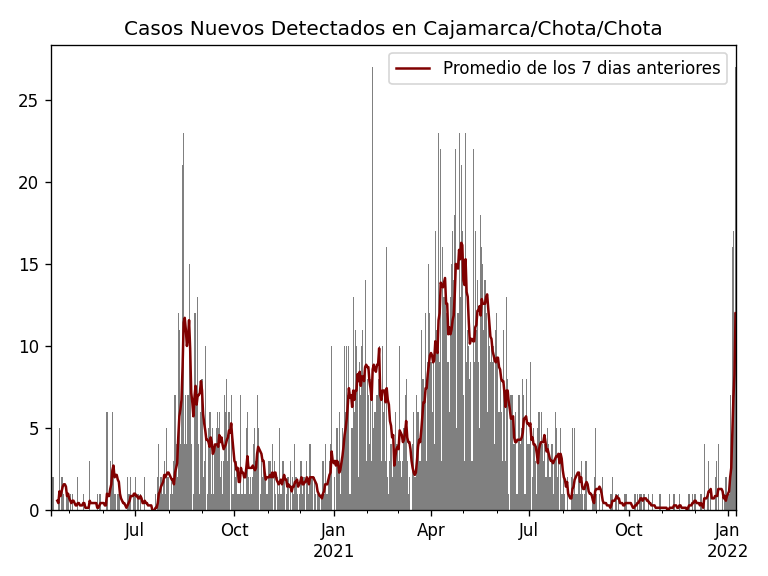 Casos Nuevos Detectados en Cajamarca/Chota/Chota
Promedio de los 7 dias anteriores
25
20
15
10
5
0
Jul
Oct
Jan
2021
Apr
Jul
Oct
Jan
2022